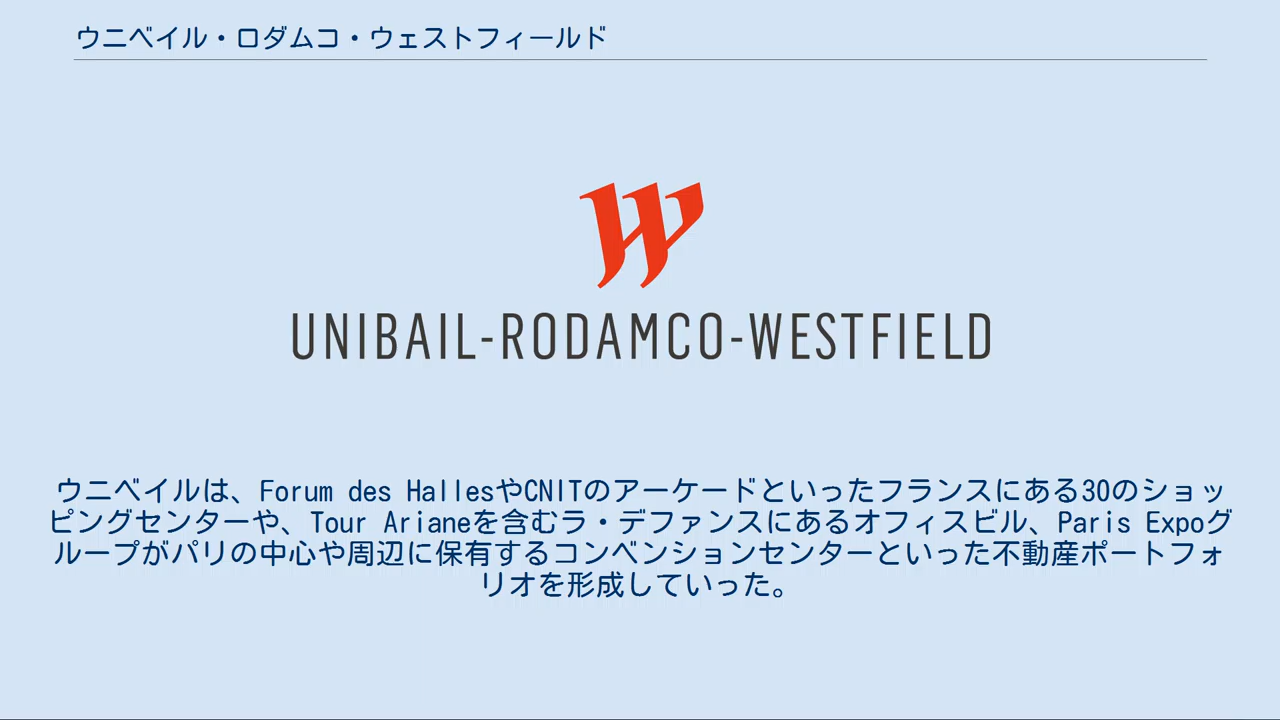 ウニベイル・ロダムコ・ウェストフィールド
UNIBAIL-RODAMCO-WESTFIELD
ウニベイルは、Forum des HallesやCNITのアーケードといったフランスにある30のショッ
ピングセンターや、Tour Arianeを含むラ・デファンスにあるオフィスビル、Paris Expoグ
ループがパリの中心や周辺に保有するコンベンションセンターといった不動産ポートフォ
リオを形成していった。